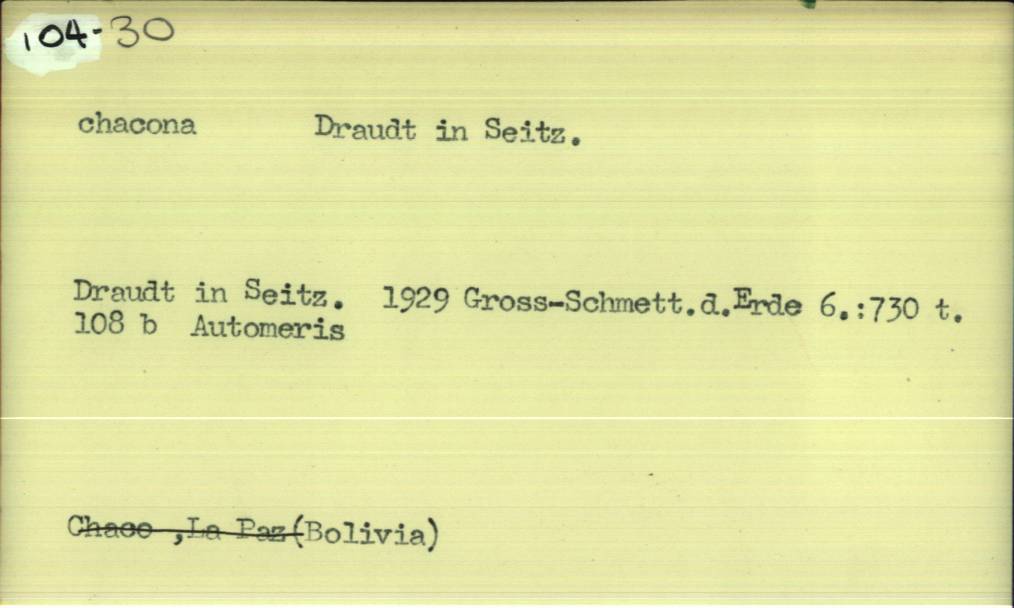 104-30
chacona Draudt in Seitz.
Draudt in Seitz. 1929 Gross-Schmett.d.Erde 6.:730 t.
108 b Automeris
Chaco ,La Paz(Bolivia)